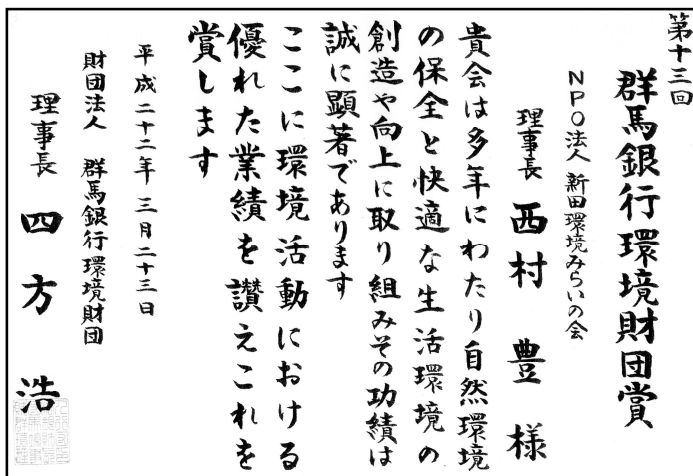 第十三回
群馬銀行環境財団賞
NPO法人 新田環境みらいの会
理事長 西村 豊 様
貴会は多年にわたり自然環境
の保全と快適な生活環境の
創造や向上に取り組みその功績は
誠に顕著であります
ここに環境活動における
優れた業績を讃えこれを
賞します
平成二十二年三月二十三日
財団法人 群馬銀行環境財団
理事長 四方 浩